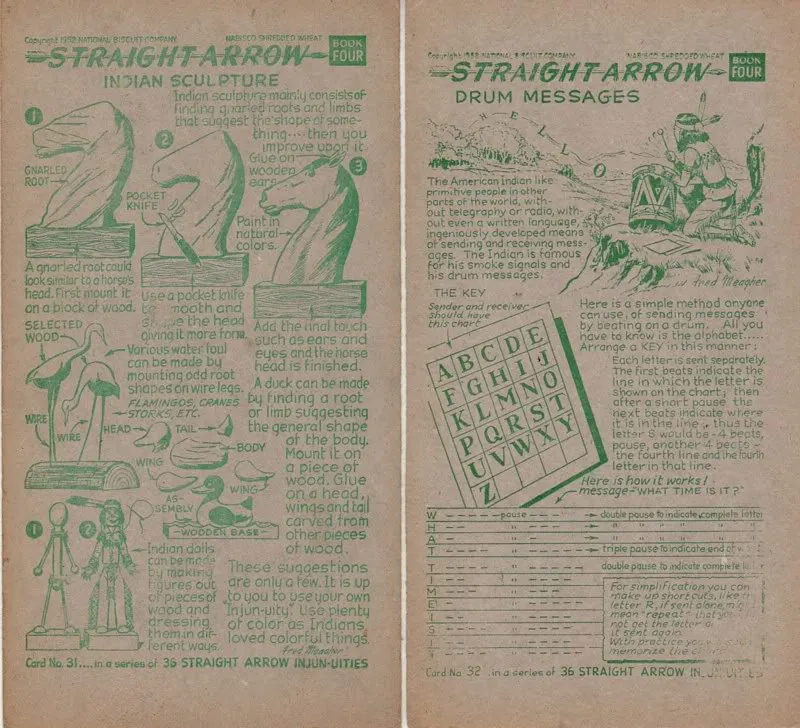 Copyright 1952 NATIONAL BISCUIT COMPANY NABISCO SHREDDED WHEAT
STRAIGHT ARROW
BOOK
FOUR
INDIAN SCULPTURE
Indian sculpture mainly consists of
finding gnarled roots and limbs
that suggest the shape of some-
thing....then you
improve upon it
1
GNARLED
ROOT
2
POCKET
KNIFE
Glue on
wooden
ears
3
Paint in
natural
colors.
A gnarled root could
look similar to a horse's
head. First mount it
on a block of wood.
Use a pocket knife
to smooth and
shape the head
giving it more form.
Add the final touch
such as ears and
eyes and the horse
head is finished.
SELECTED
WOOD
WIRE
WIRE
Various water foul
can be made by
mounting odd root
shapes on wire legs.
FLAMINGOS, CRANES
STORKS, ETC.
HEAD
TAIL
BODY
WING
WING
AS-
SEMBLY
WOODEN BASE
A duck can be made
by finding a root
or limb suggesting
the general shape
of the body.
Mount it on
a piece of
wood. Glue
on a head,
wings and tail
carved from
other pieces
of wood.
1
2
Indian dolls
can be made
by making
figures out
of pieces of
wood and
dressing
them in dif-
ferent ways.
These suggestions
are only a few. It is up
to you to use your own
"Injun-uity". Use plenty
of color as Indians
loved colorful things.
Fred Meagher
Card No. 31....in a series of 36 STRAIGHT ARROW INJUN-UITIES
Copyright 1952 NATIONAL BISCUIT COMPANY NABISCO SHREDDED WHEAT
STRAIGHT ARROW
BOOK
FOUR
DRUM MESSAGES
HELLO
The American Indian like
primitive people in other
parts of the world, with-
out telegraphy or radio, with-
out even a written language,
ingeniously developed means
of sending and receiving mess-
ages. The Indian is famous
for his smoke signals and
his drum messages.
Fred Meagher
THE KEY
Sender and receiver
should have
this chart
A B C D E
F G H I J
K L M N O
P Q R S T
U V W X Y
Z
Here is a simple method anyone
can use, of sending messages
by beating on a drum. All you
have to know is the alphabet.....
Arrange a KEY in this manner:
Each letter is sent separately.
The first beats indicate the
line in which the letter is
shown on the chart; then
after a short pause the
next beats indicate where
it is in the line, thus the
letter S would be - 4 beats,
pause, another 4 beats -
the fourth line and the fourth
letter in that line.
Here is how it works!
message - "WHAT TIME IS IT?"
W ----- pause --- double pause to indicate complete letter
H -- " ---
A - " -
T ---- " ----- triple pause to indicate end of
T ---- " ----- double pause to indicate complete
I -- " ----
M --- " ---
E - " -----
I -- " ----
S ---- " ----
I -- " ----
T
For simplification you can
make up short cuts, like
letter R, if sent alone,
mean "repeat" that you
not get the letter
it sent again.
With practice you
memorize the
Card No. 32 ...in a series of 36 STRAIGHT ARROW INJUN-UITIES